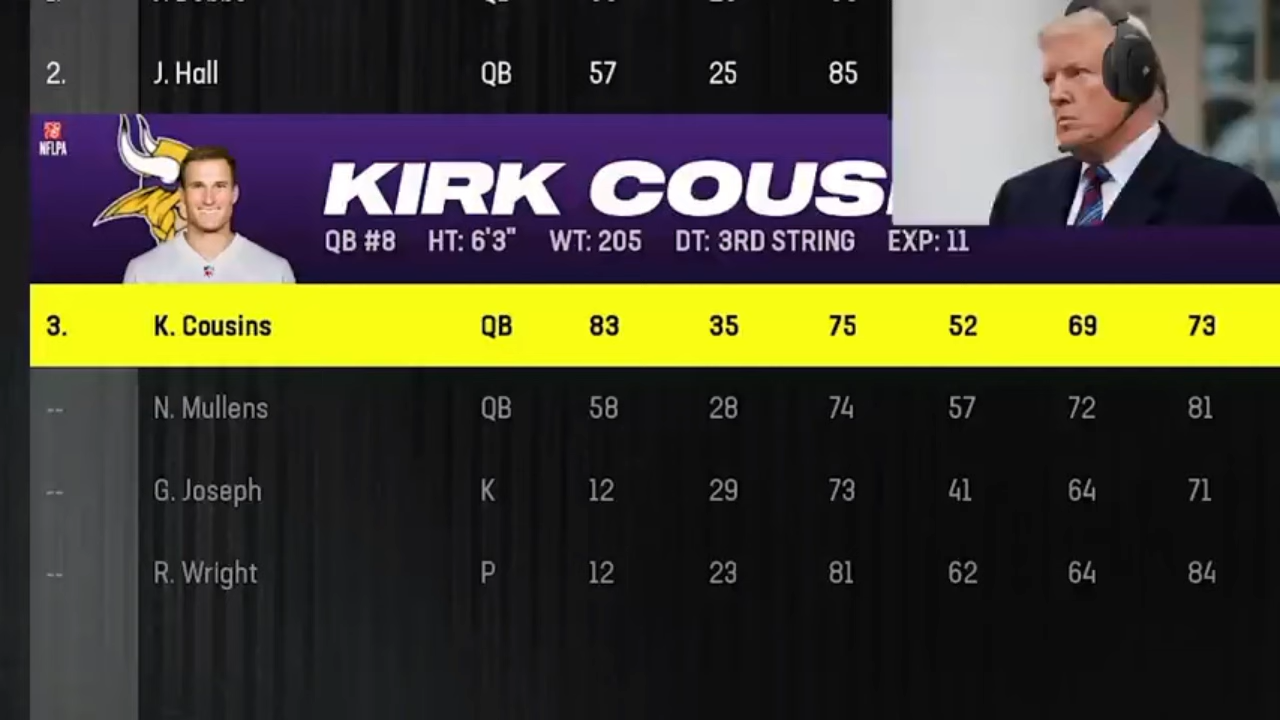 2. J. Hall QB 57 25 85
NFLPA
KIRK COUS
QB #8 HT: 6'3" WT: 205 DT: 3RD STRING EXP: 11
3. K. Cousins QB 83 35 75 52 69 73
-- N. Mullens QB 58 28 74 57 72 81
-- G. Joseph K 12 29 73 41 64 71
-- R. Wright P 12 23 81 62 64 84